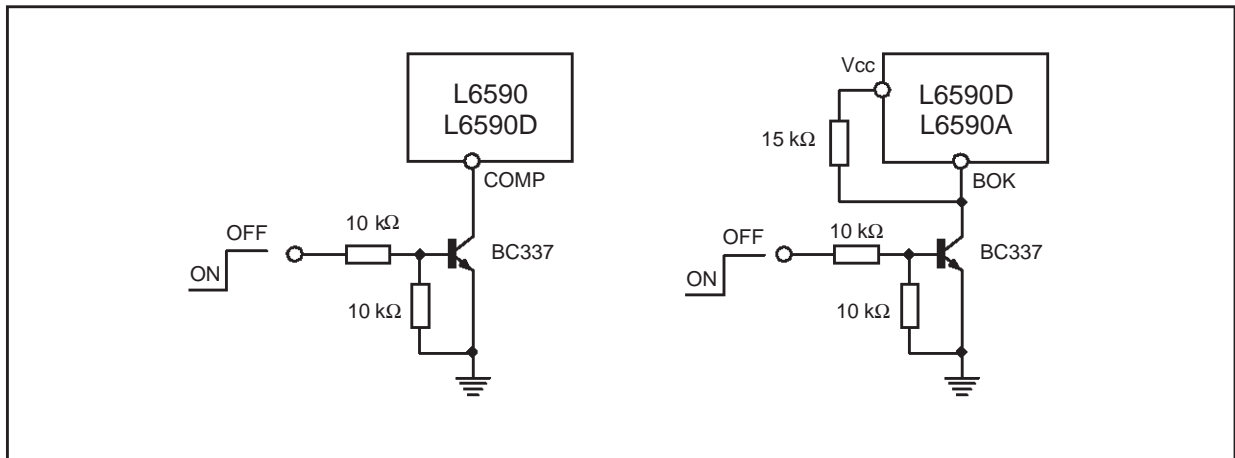 L6590
L6590D
COMP
10 kΩ
OFF
ON
BC337
10 kΩ
Vcc
L6590D
L6590A
15 kΩ
BOK
10 kΩ
OFF
ON
BC337
10 kΩ